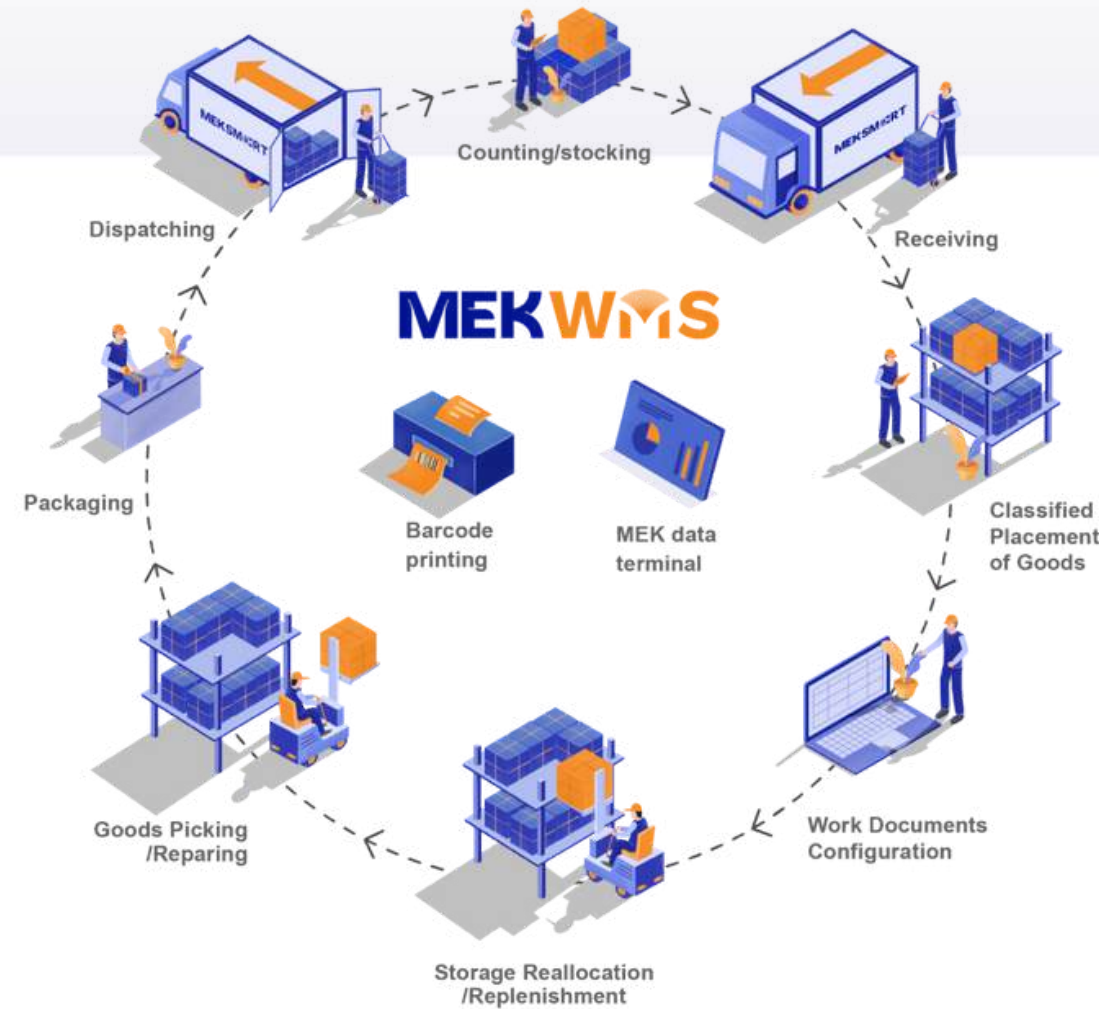 MEKSMART
Counting/stocking
MEKSMART
Dispatching
Receiving
MEKWMS
Packaging
Barcode
printing
MEK data
terminal
Classified
Placement
of Goods
Goods Picking
/Reparing
Work Documents
Configuration
Storage Reallocation
/Replenishment